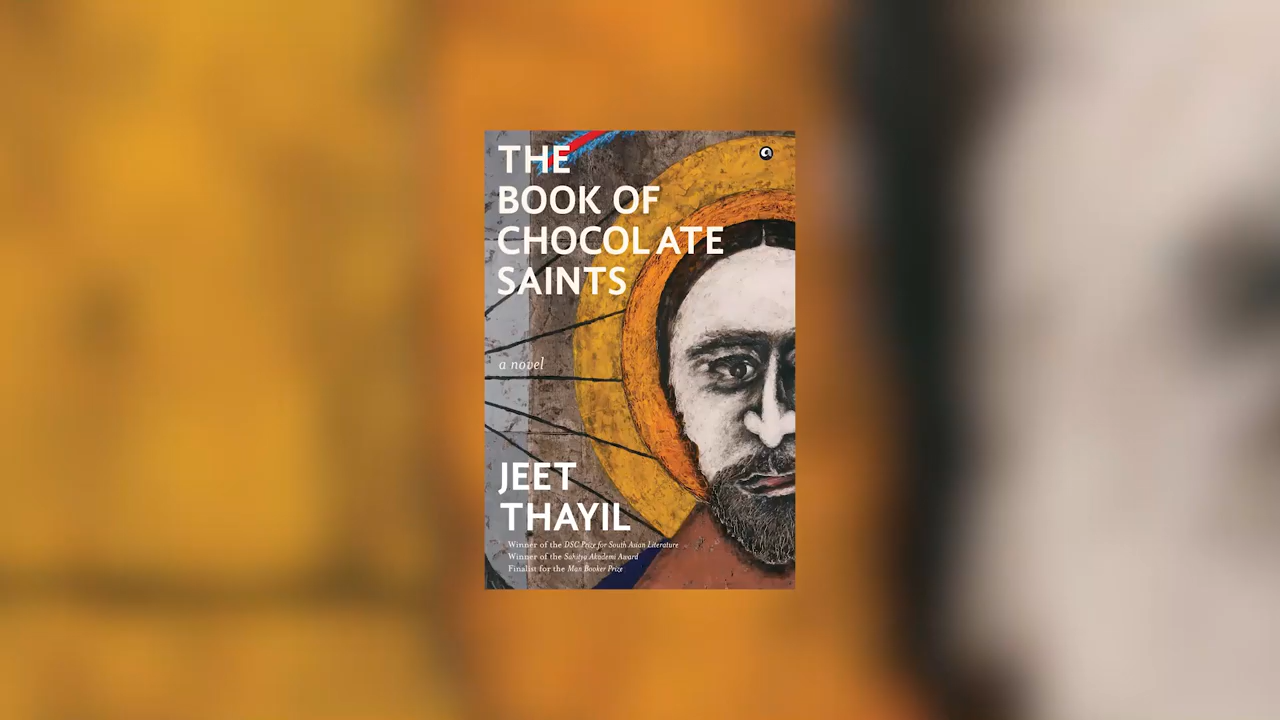 THE
BOOK OF
CHOCOLATE
SAINTS
a novel
JEET
THAYIL
Winner of the DSC Prize for South Asian Literature
Winner of the Sahitya Akademi Award
Finalist for the Man Booker Prize